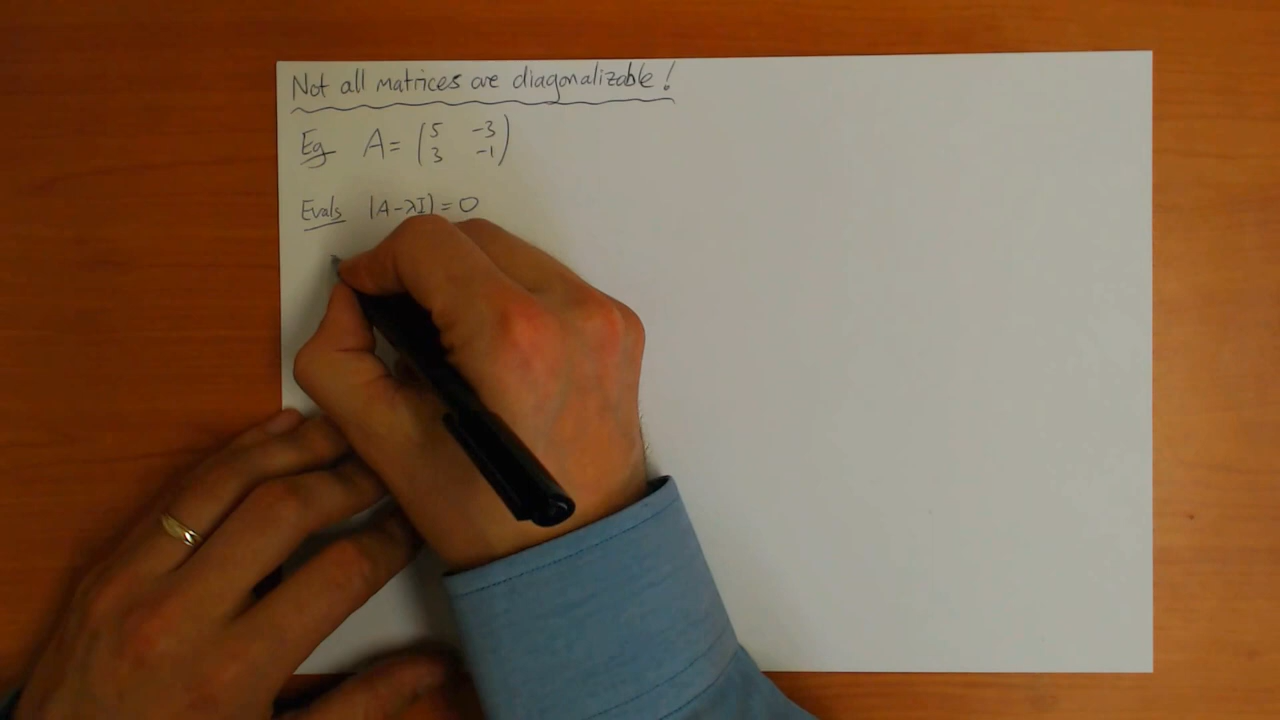 Not all matrices are diagonalizable!
Eg A = (5 -3
3 -1)
Evals |A-λI| = 0